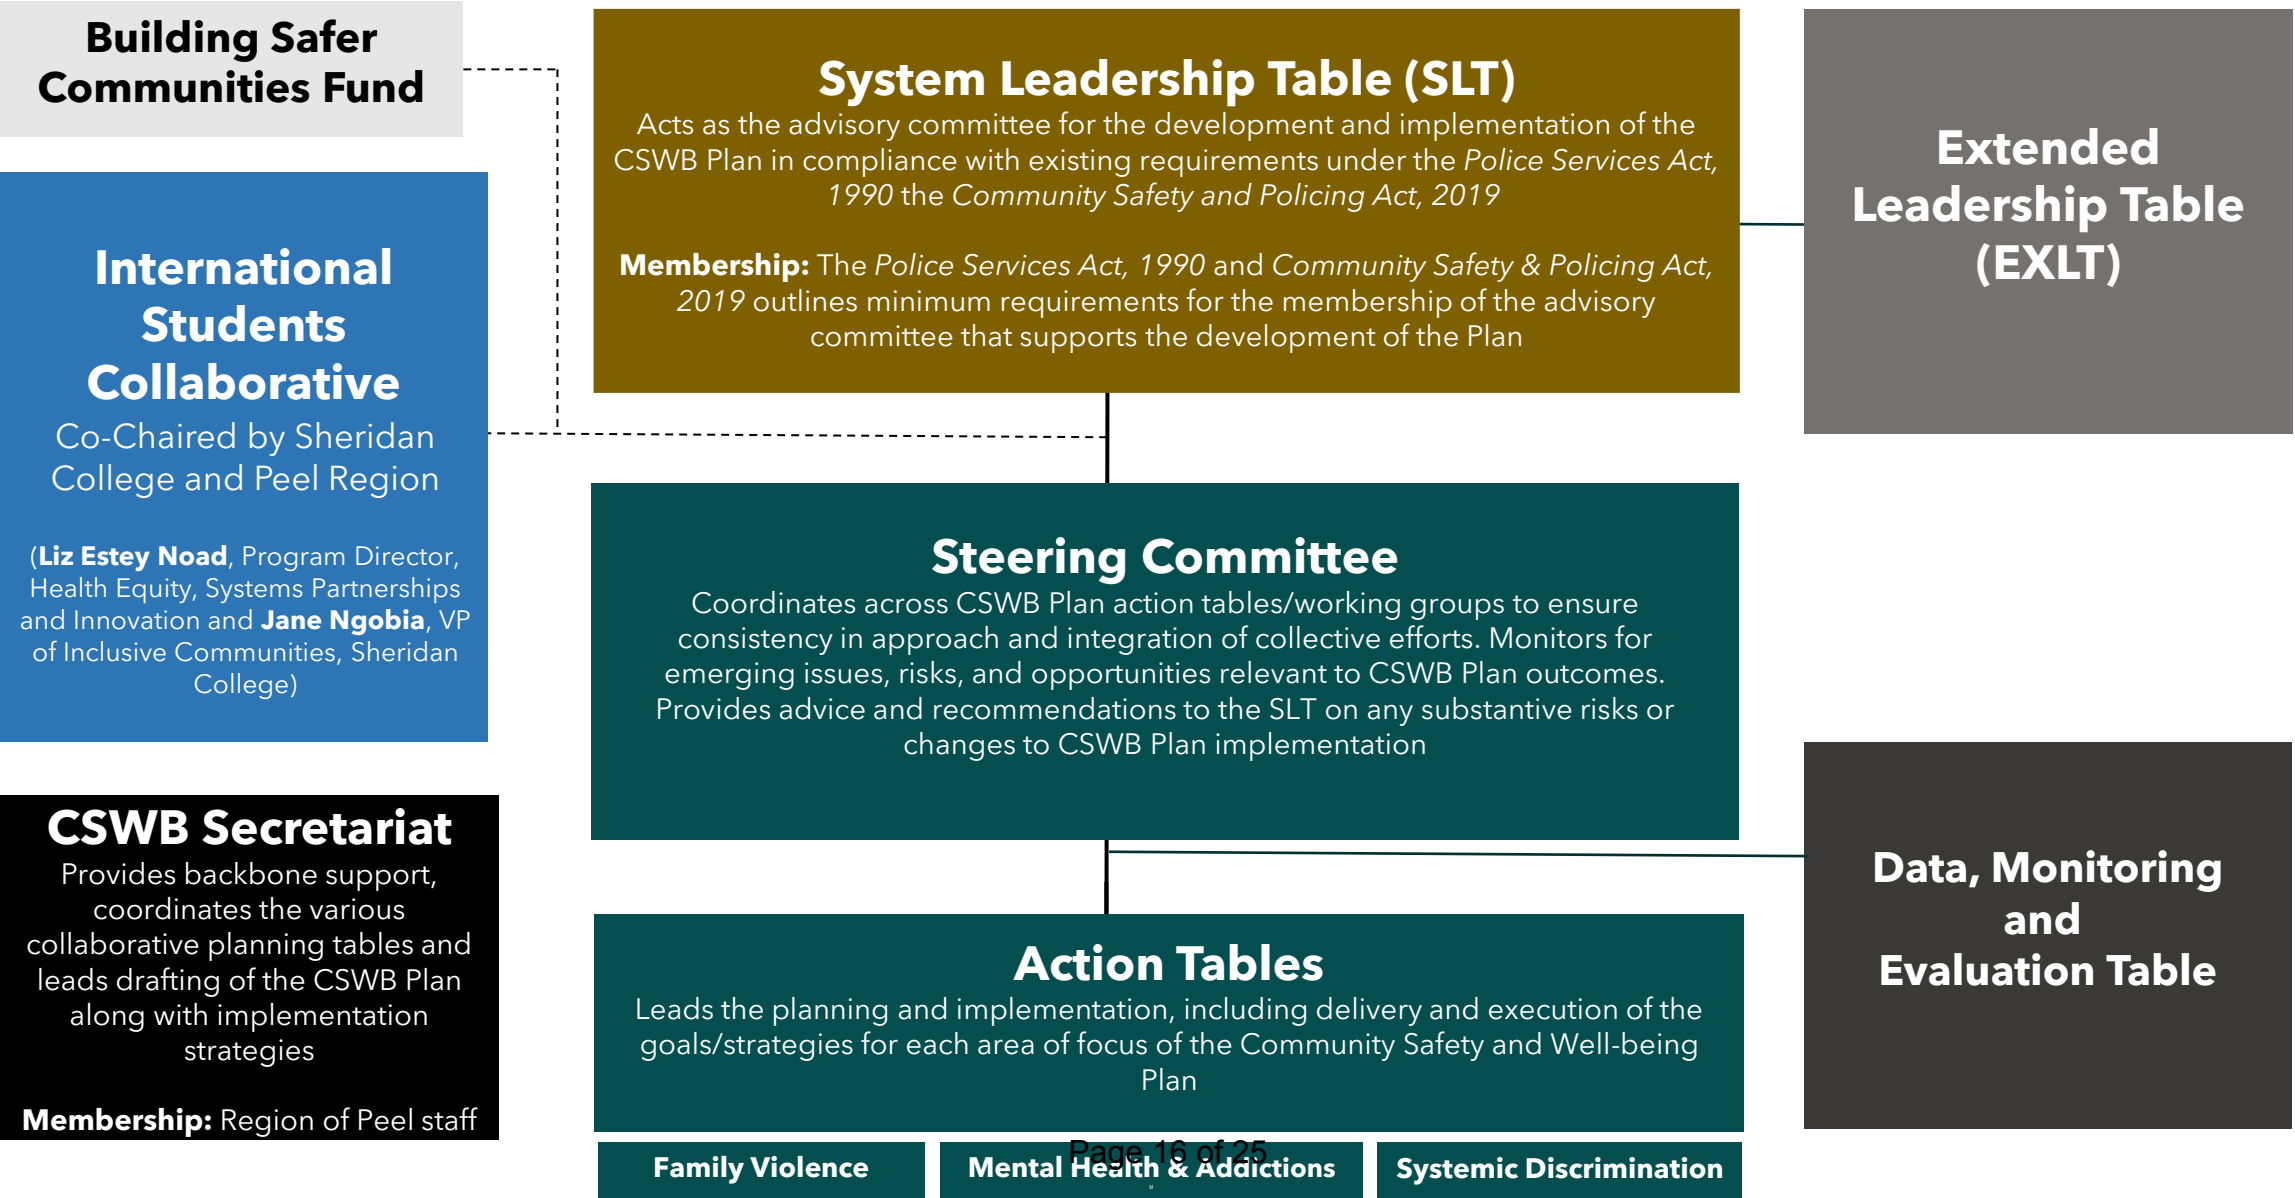 Building Safer
Communities Fund
System Leadership Table (SLT)
Acts as the advisory committee for the development and implementation of the
CSWB Plan in compliance with existing requirements under the Police Services Act,
1990 the Community Safety and Policing Act, 2019
Membership: The Police Services Act, 1990 and Community Safety & Policing Act,
2019 outlines minimum requirements for the membership of the advisory
committee that supports the development of the Plan
Extended
Leadership Table
(EXLT)
International
Students
Collaborative
Co-Chaired by Sheridan
College and Peel Region
(Liz Estey Noad, Program Director,
Health Equity, Systems Partnerships
and Innovation and Jane Ngobia, VP
of Inclusive Communities, Sheridan
College)
Steering Committee
Coordinates across CSWB Plan action tables/working groups to ensure
consistency in approach and integration of collective efforts. Monitors for
emerging issues, risks, and opportunities relevant to CSWB Plan outcomes.
Provides advice and recommendations to the SLT on any substantive risks or
changes to CSWB Plan implementation
CSWB Secretariat
Provides backbone support,
coordinates the various
collaborative planning tables and
leads drafting of the CSWB Plan
along with implementation
strategies
Membership: Region of Peel staff
Data, Monitoring
and
Evaluation Table
Action Tables
Leads the planning and implementation, including delivery and execution of the
goals/strategies for each area of focus of the Community Safety and Well-being
Plan
Page 16 of 25
Family Violence
Mental Health & Addictions
Systemic Discrimination